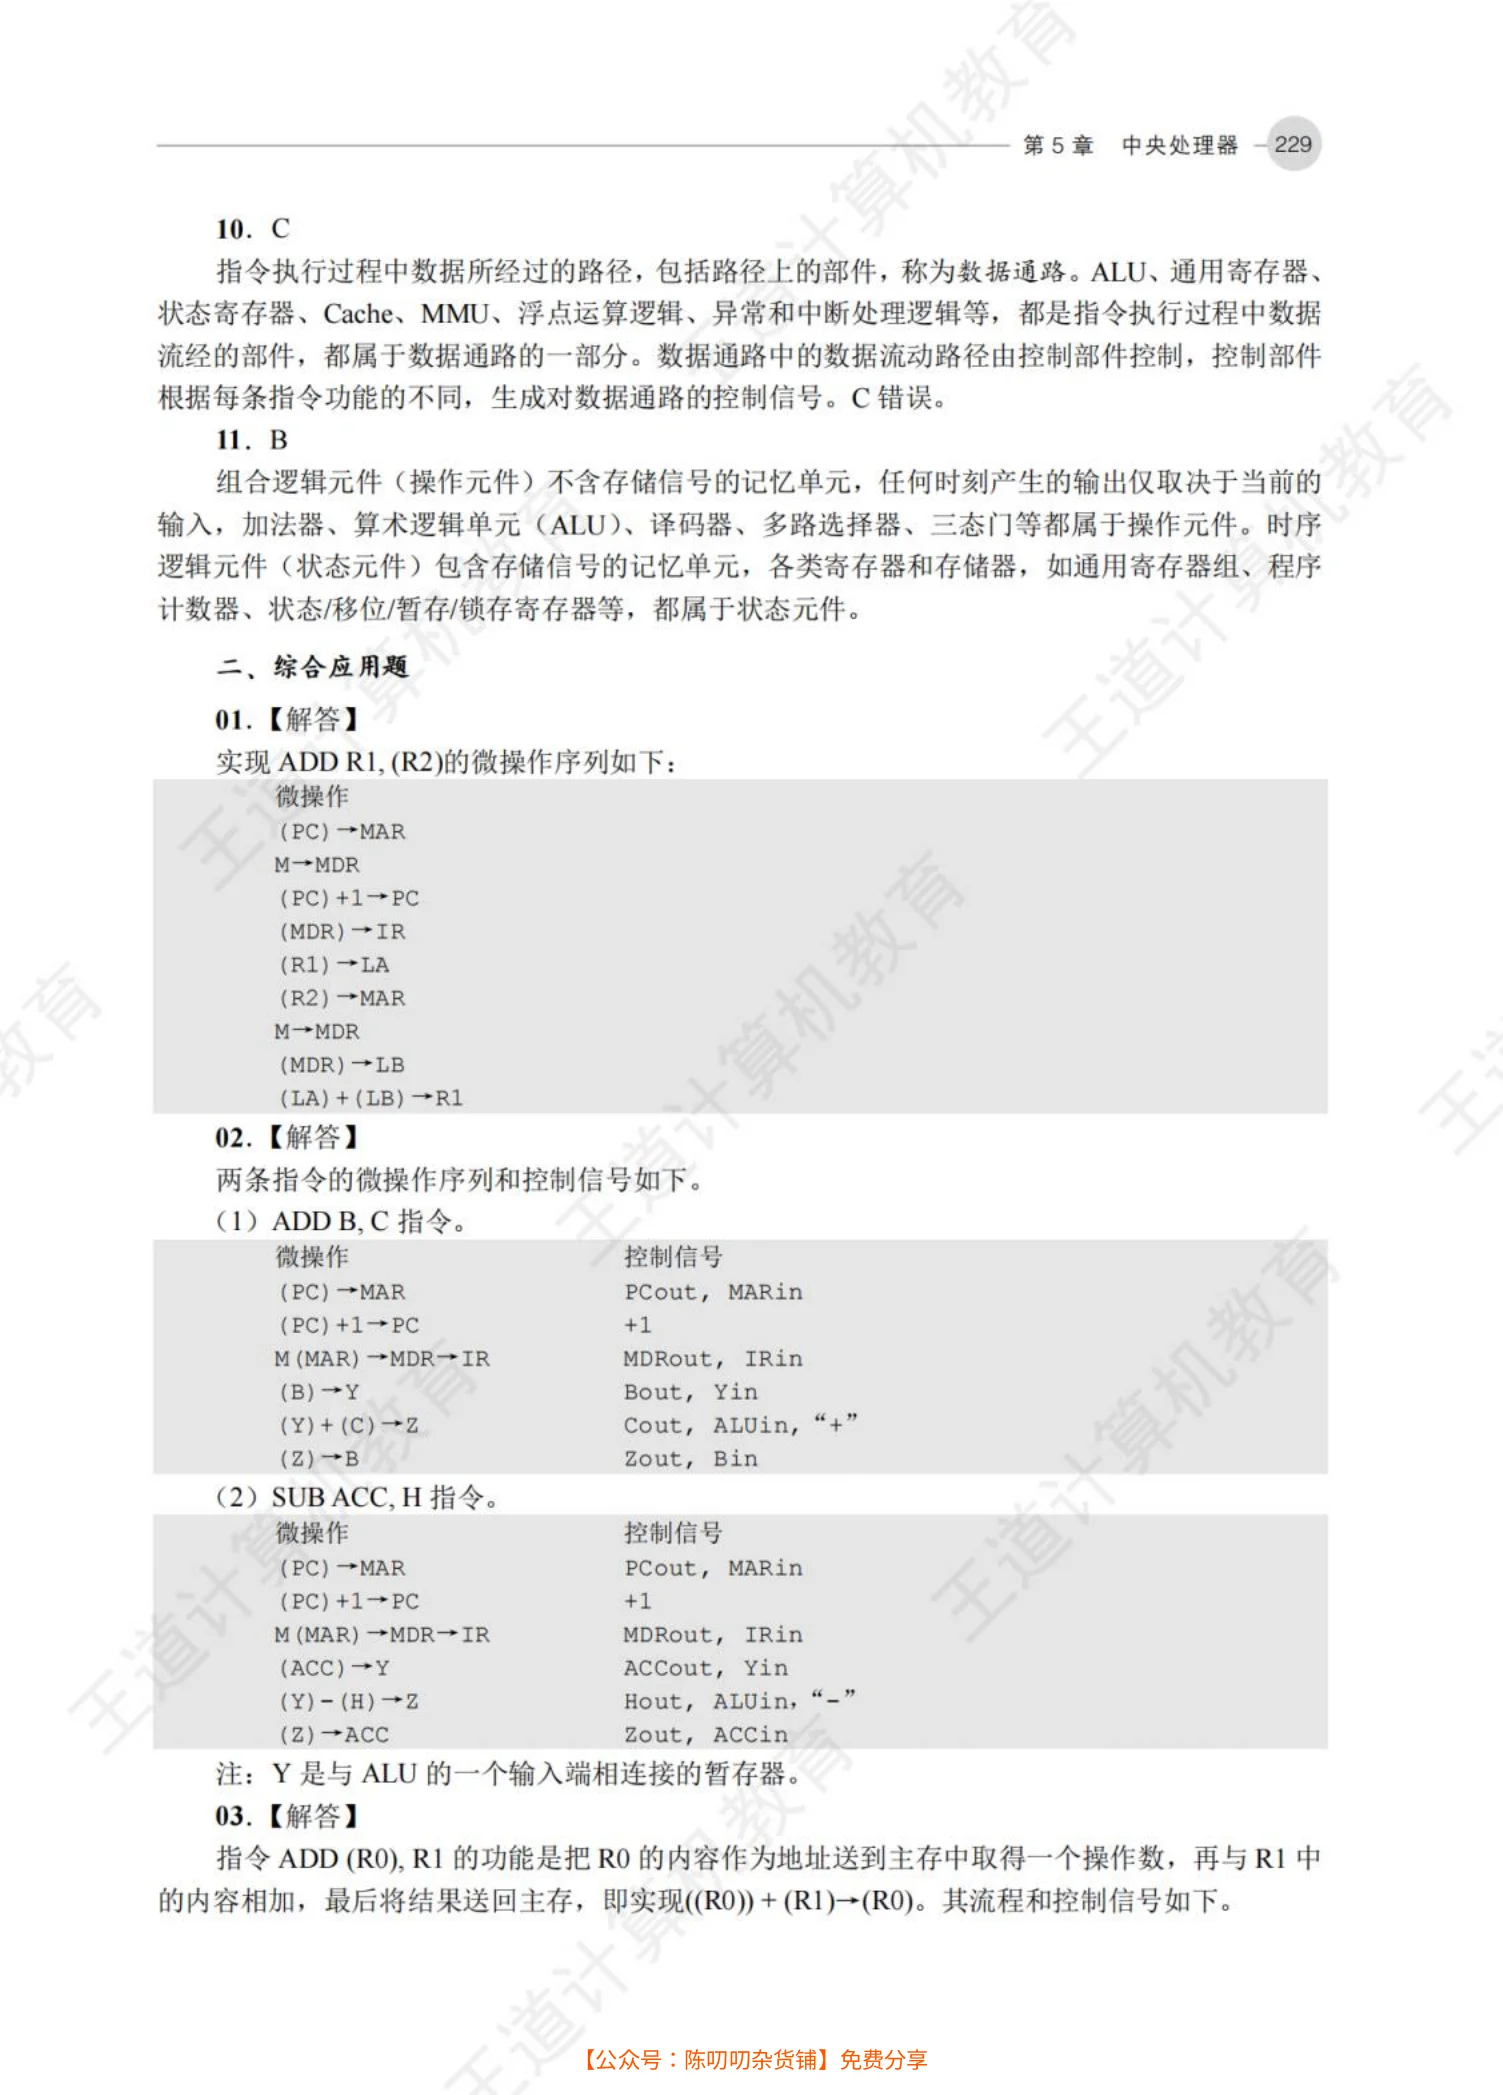 第 5 章 中央处理器 229
10. C
指令执行过程中数据所经过的路径，包括路径上的部件，称为数据通路。ALU、通用寄存器、
状态寄存器、Cache、MMU、浮点运算逻辑、异常和中断处理逻辑等，都是指令执行过程中数据
流经的部件，都属于数据通路的一部分。数据通路中的数据流动路径由控制部件控制，控制部件
根据每条指令功能的不同，生成对数据通路的控制信号。C 错误。
11. B
组合逻辑元件（操作元件）不含存储信号的记忆单元，任何时刻产生的输出仅取决于当前的
输入，加法器、算术逻辑单元（ALU）、译码器、多路选择器、三态门等都属于操作元件。时序
逻辑元件（状态元件）包含存储信号的记忆单元，各类寄存器和存储器，如通用寄存器组、程序
计数器、状态/移位/暂存/锁存寄存器等，都属于状态元件。
二、综合应用题
01.【解答】
实现 ADD R1, (R2)的微操作序列如下：
微操作
(PC)→MAR
M→MDR
(PC)+1→PC
(MDR)→IR
(R1)→LA
(R2)→MAR
M→MDR
(MDR)→LB
(LA)+(LB)→R1
02.【解答】
两条指令的微操作序列和控制信号如下。
（1）ADD B, C 指令。
微操作 控制信号
(PC)→MAR PCout, MARin
(PC)+1→PC +1
M(MAR)→MDR→IR MDRout, IRin
(B)→Y Bout, Yin
(Y)+(C)→Z Cout, ALUin, “+”
(Z)→B Zout, Bin
（2）SUB ACC, H 指令。
微操作 控制信号
(PC)→MAR PCout, MARin
(PC)+1→PC +1
M(MAR)→MDR→IR MDRout, IRin
(ACC)→Y ACCout, Yin
(Y)-(H)→Z Hout, ALUin, “-”
(Z)→ACC Zout, ACCin
注：Y 是与 ALU 的一个输入端相连接的暂存器。
03.【解答】
指令 ADD (R0), R1 的功能是把 R0 的内容作为地址送到主存中取得一个操作数，再与 R1 中
的内容相加，最后将结果送回主存，即实现((R0)) + (R1)→(R0)。其流程和控制信号如下。
【公众号：陈叨叨杂货铺】免费分享
王道计算机教育